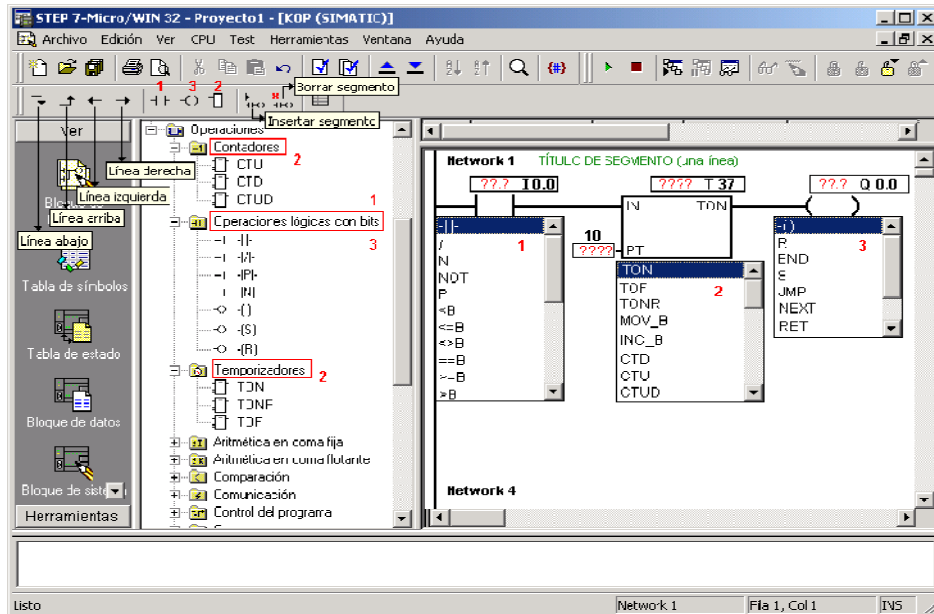 STEP 7-Micro/WIN 32 - Proyecto1 - [KOP (SIMATIC)]
Archivo Edición Ver CPU Test Herramientas Ventana Ayuda
1 3 2
Borrar segmento
Insertar segmento
Ver
Línea derecha
Línea izquierda
Línea arriba
Línea abajo
Tabla de símbolos
Tabla de estado
Bloque de datos
Bloque de
Herramientas
Operaciones
Contadores
2
CTU
CTD
CTUD
1
Operaciones lógicas con bits
3
-| |-
-|/|-
-|P|-
-|N|-
-( )
-(S)
-(R)
Temporizadores
2
TON
TONR
TOF
Aritmética en coma fija
Aritmética en coma flotante
Comparación
Comunicación
Control del programa
Network 1 TÍTULO DE SEGMENTO (una línea)
??.? I0.0
???? T 37
??.? Q 0.0
IN TON
10
???? PT
-| |-
/
N
NOT
P
<B
<=B
<>B
==B
>=B
>B
1
TON
TOF
TONR
MOV_B
INC_B
CTD
CTU
CTUD
2
-( )
R
END
S
JMP
NEXT
RET
3
Network 4
Listo
Network 1
Fila 1, Col 1
INS